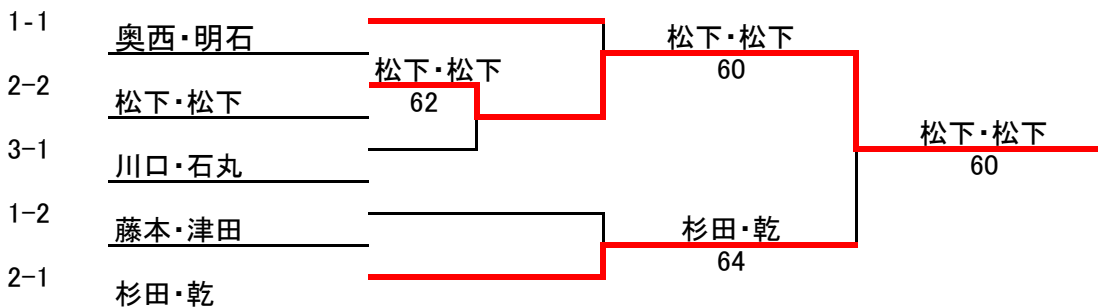 1-1
奥西・明石
2-2
松下・松下
3-1
川口・石丸
1-2
藤本・津田
2-1
杉田・乾
松下・松下
62
松下・松下
60
杉田・乾
64
松下・松下
60